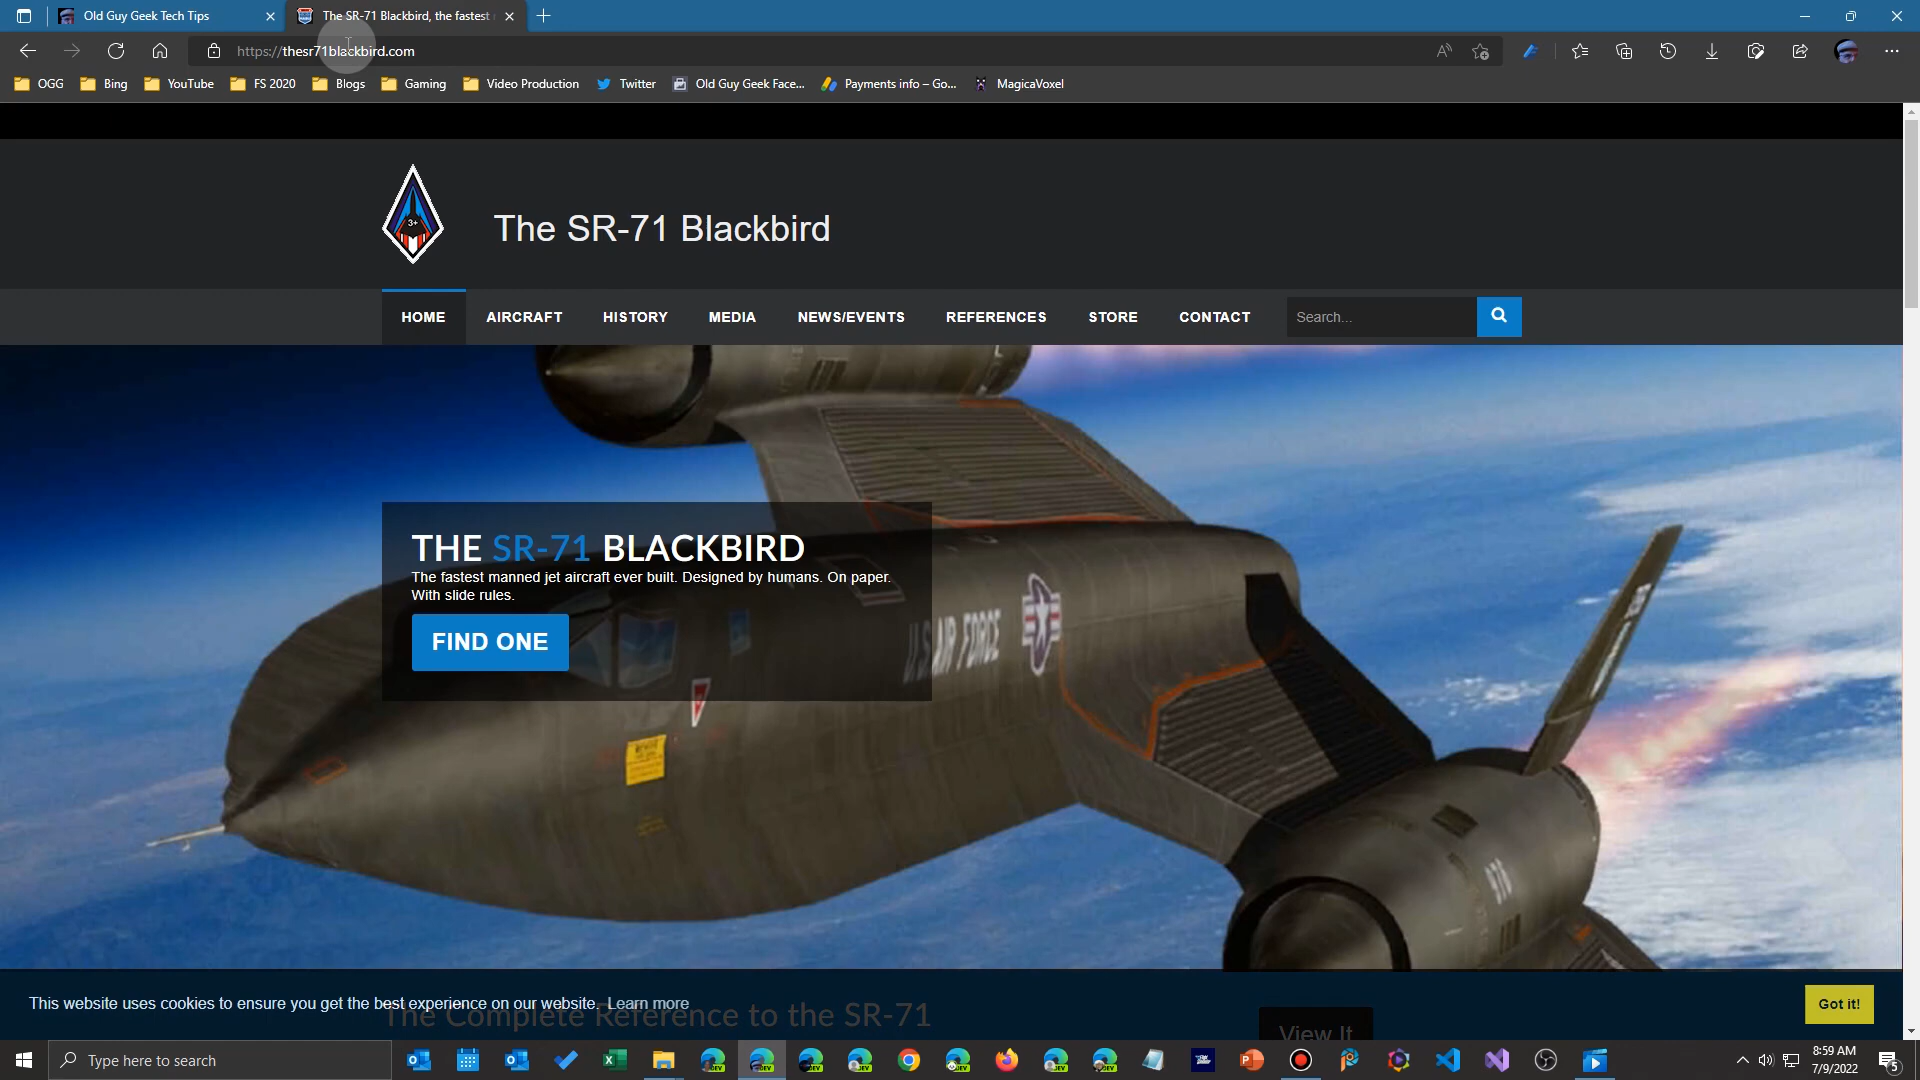 Old Guy Geek Tech Tips
The SR-71 Blackbird, the fastest
https://thesr71blackbird.com
OGG
Bing
YouTube
FS 2020
Blogs
Gaming
Video Production
Twitter
Old Guy Geek Face...
Payments info – Go...
MagicaVoxel
3+
The SR-71 Blackbird
HOME
AIRCRAFT
HISTORY
MEDIA
NEWS/EVENTS
REFERENCES
STORE
CONTACT
Search...
THE SR-71 BLACKBIRD
The fastest manned jet aircraft ever built. Designed by humans. On paper.
With slide rules.
FIND ONE
U.S. AIR FORCE
This website uses cookies to ensure you get the best experience on our website. Learn more
Got it!
The Complete Reference to the SR-71
View It
Type here to search
8:59 AM
7/9/2022
5